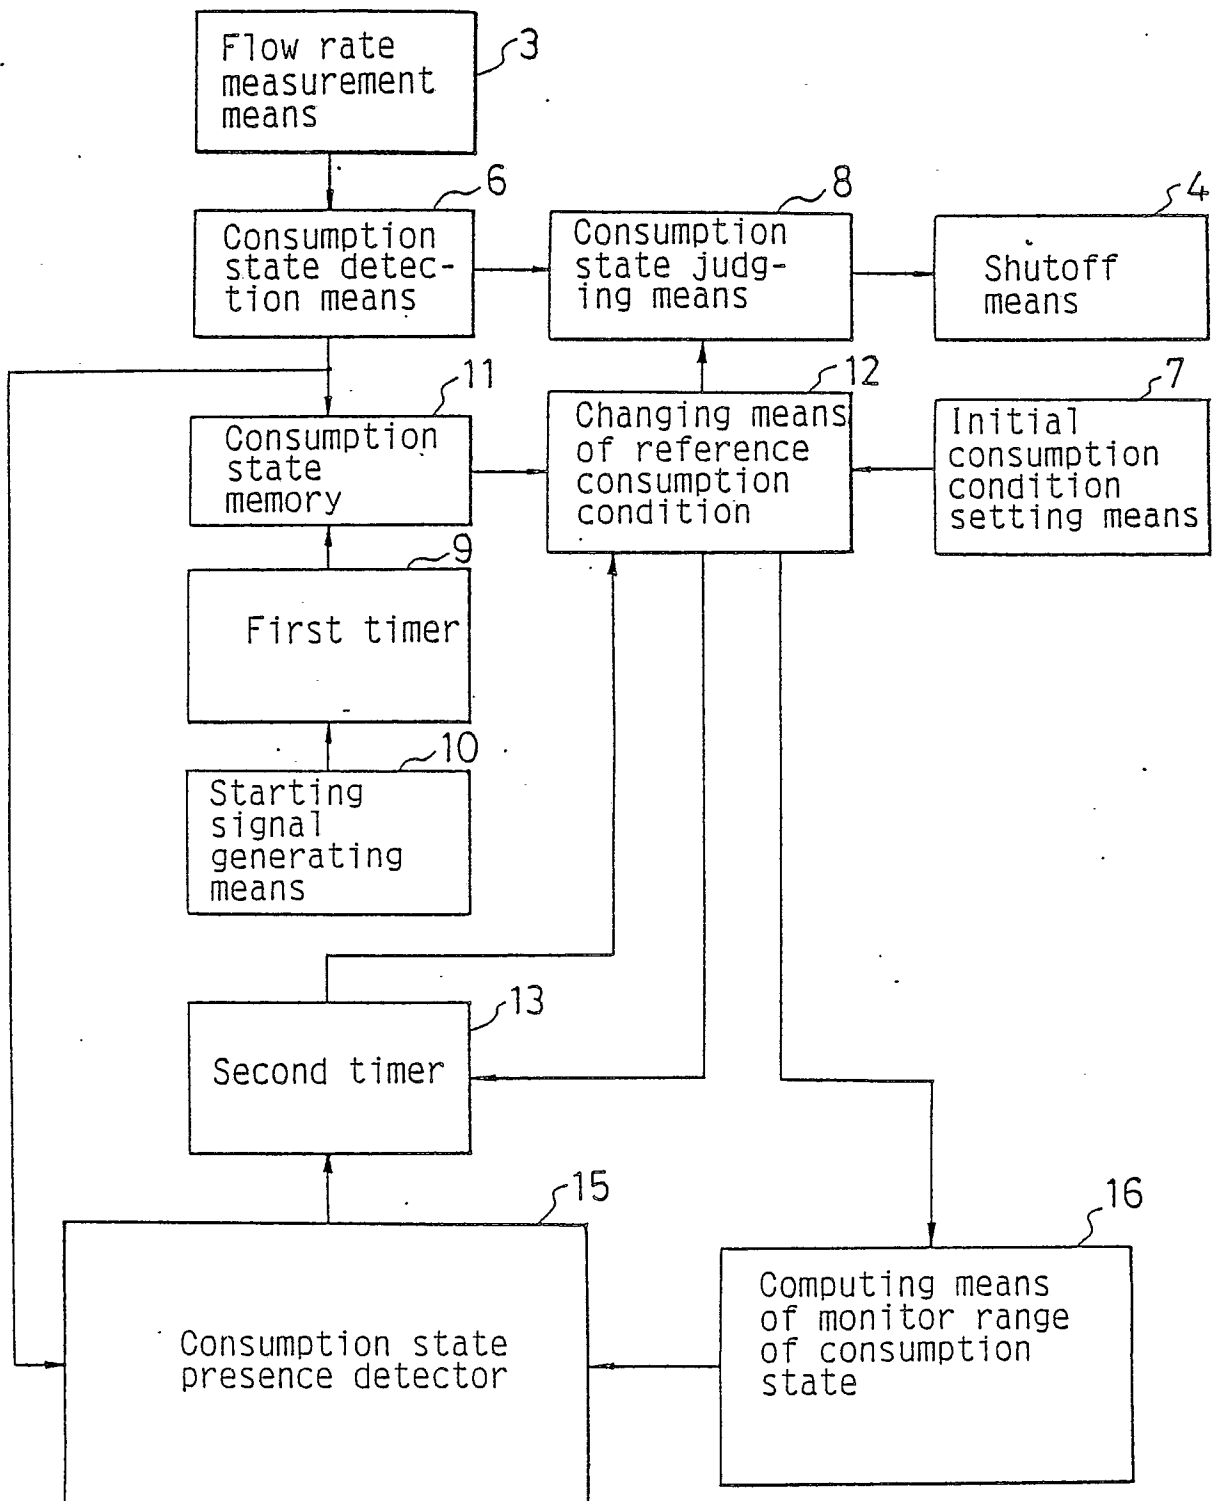 Flow rate
measurement
means
3
Consumption
state detec-
tion means
6
Consumption
state judg-
ing means
8
Shutoff
means
4
Consumption
state
memory
11
Changing means
of reference
consumption
condition
12
Initial
consumption
condition
setting means
7
First timer
9
Starting
signal
generating
means
10
Second timer
13
Consumption state
presence detector
15
Computing means
of monitor range
of consumption
state
16